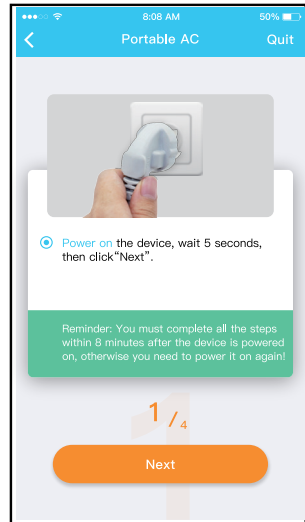 8:08 AM
50%
Portable AC
Quit
Power on the device, wait 5 seconds,
then click“Next”.
Reminder: You must complete all the steps
within 8 minutes after the device is powered
on, otherwise you need to power it on again!
1 / 4
Next